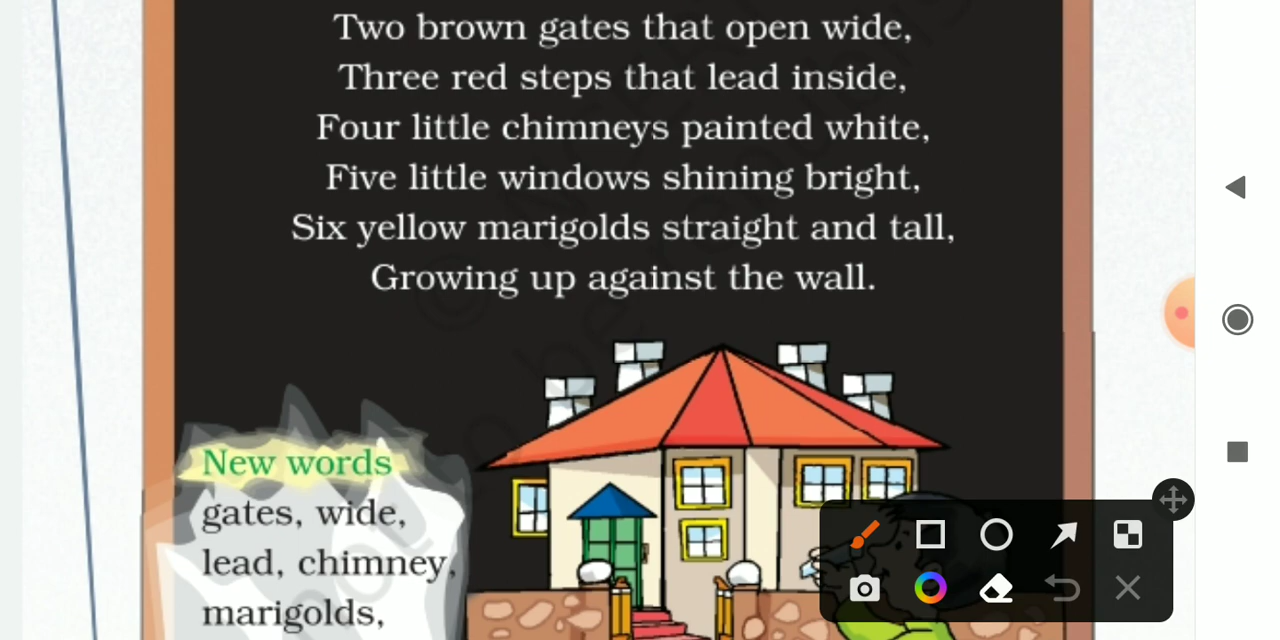 Two brown gates that open wide,
Three red steps that lead inside,
Four little chimneys painted white,
Five little windows shining bright,
Six yellow marigolds straight and tall,
Growing up against the wall.
New words
gates, wide,
lead, chimney,
marigolds,